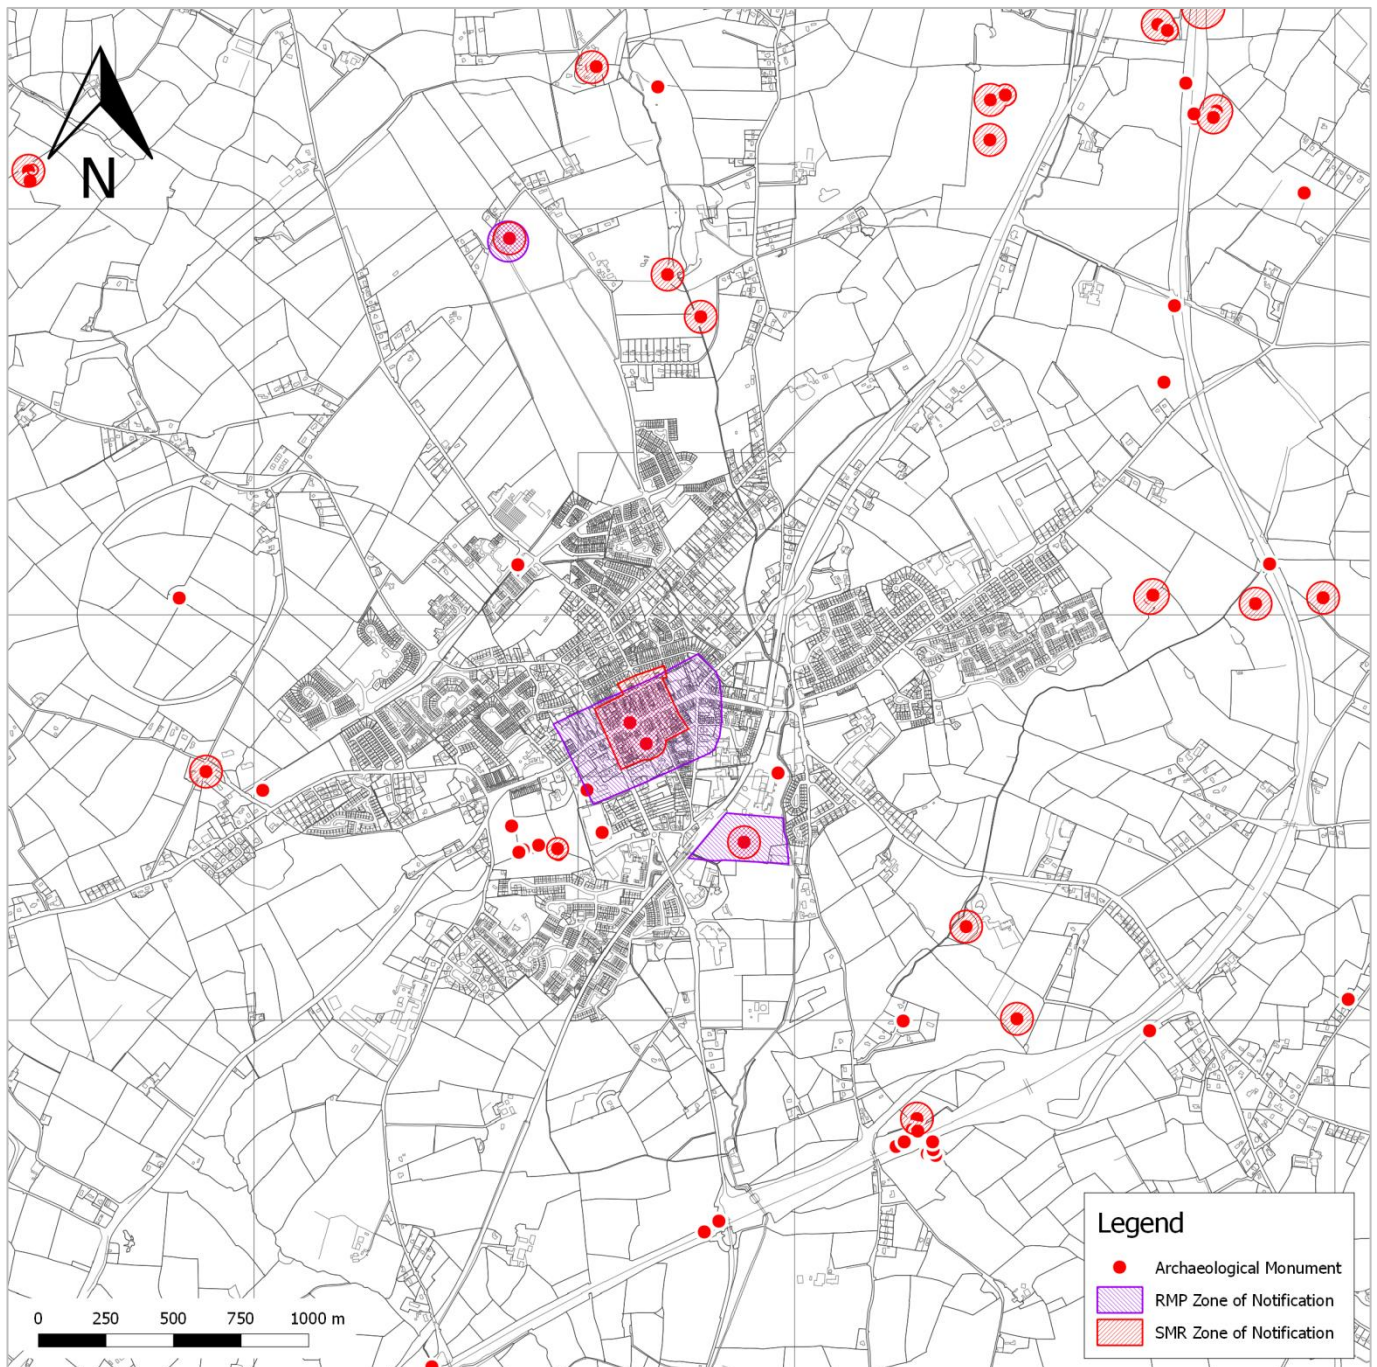 N
Legend
Archaeological Monument
RMP Zone of Notification
SMR Zone of Notification
0 250 500 750 1000 m